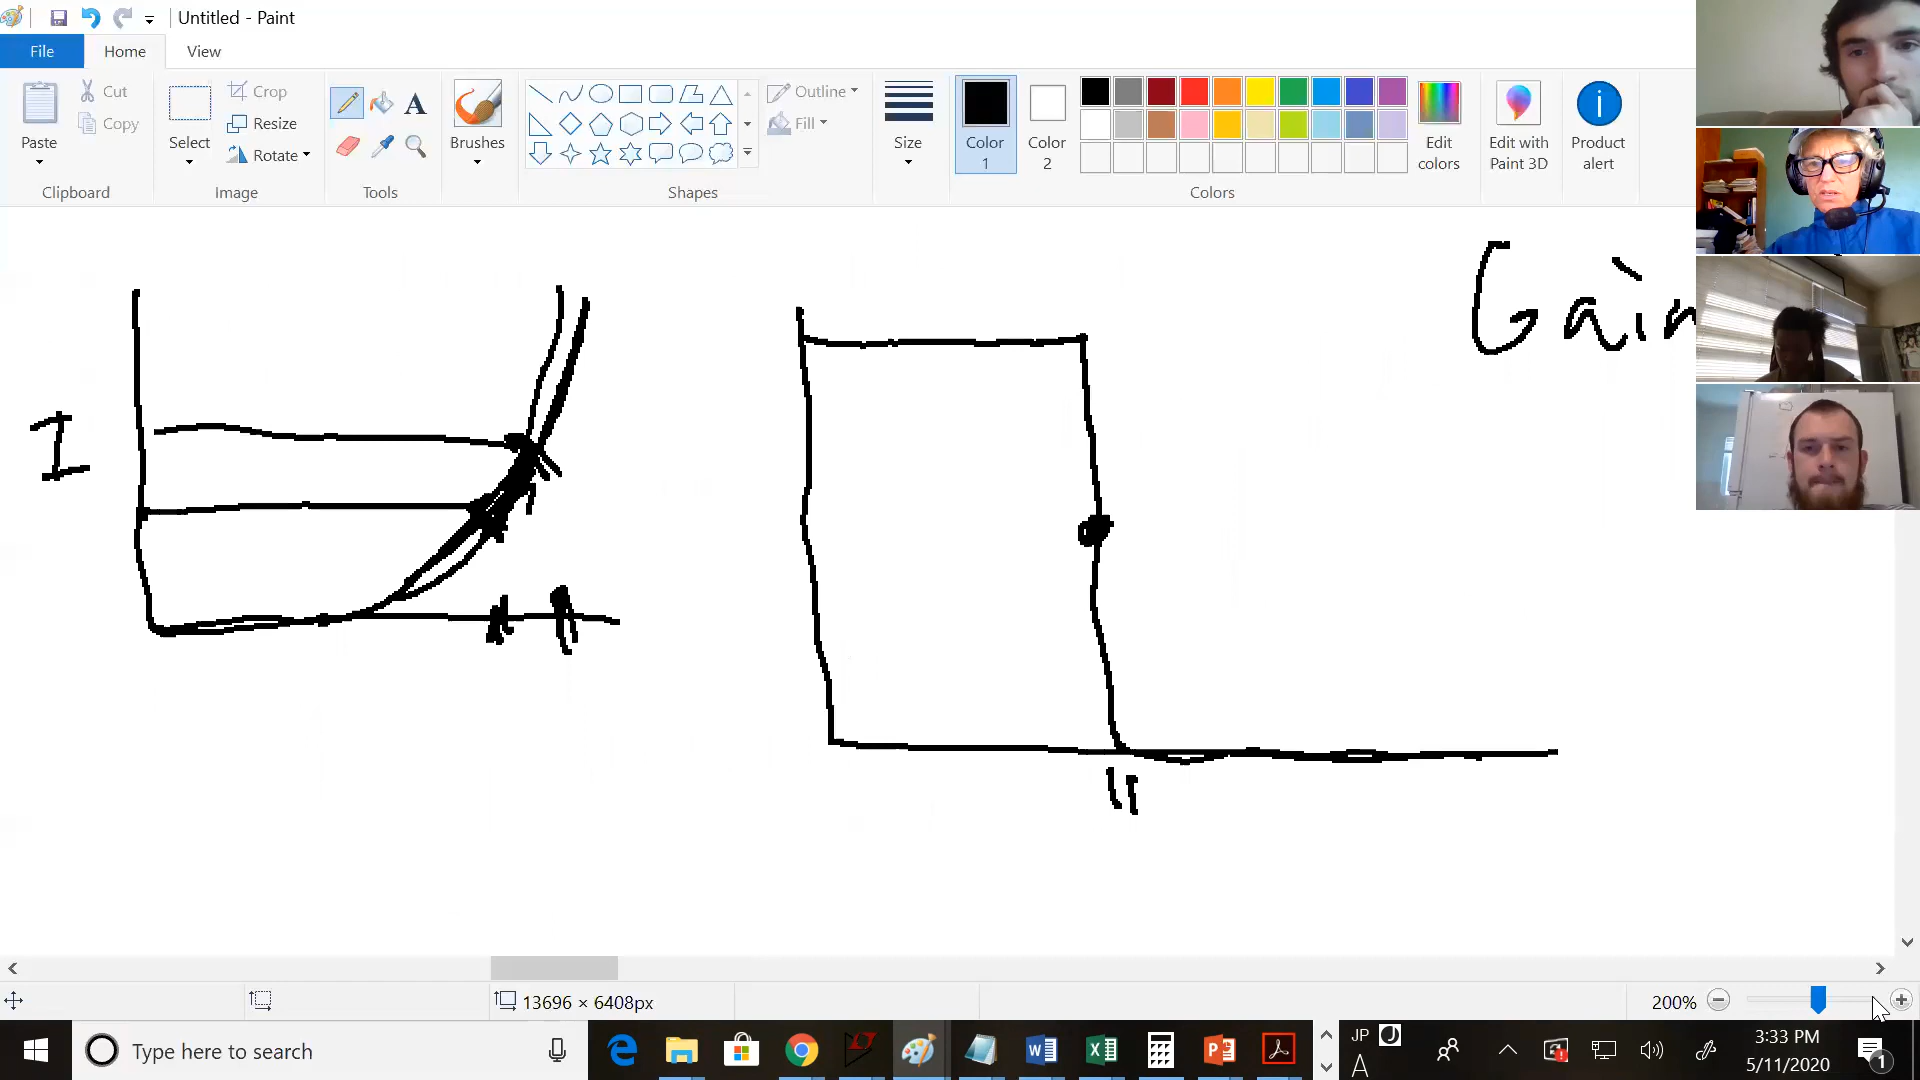 Untitled - Paint
File Home View
Paste
Cut
Copy
Clipboard
Select
Crop
Resize
Rotate
Image
A
Tools
Brushes
Outline
Fill
Shapes
Size
Color 1
Color 2
Edit colors
Colors
Edit with Paint 3D
Product alert
Gain
I
13696 × 6408px
200%
Type here to search
JP
A
3:33 PM
5/11/2020
1